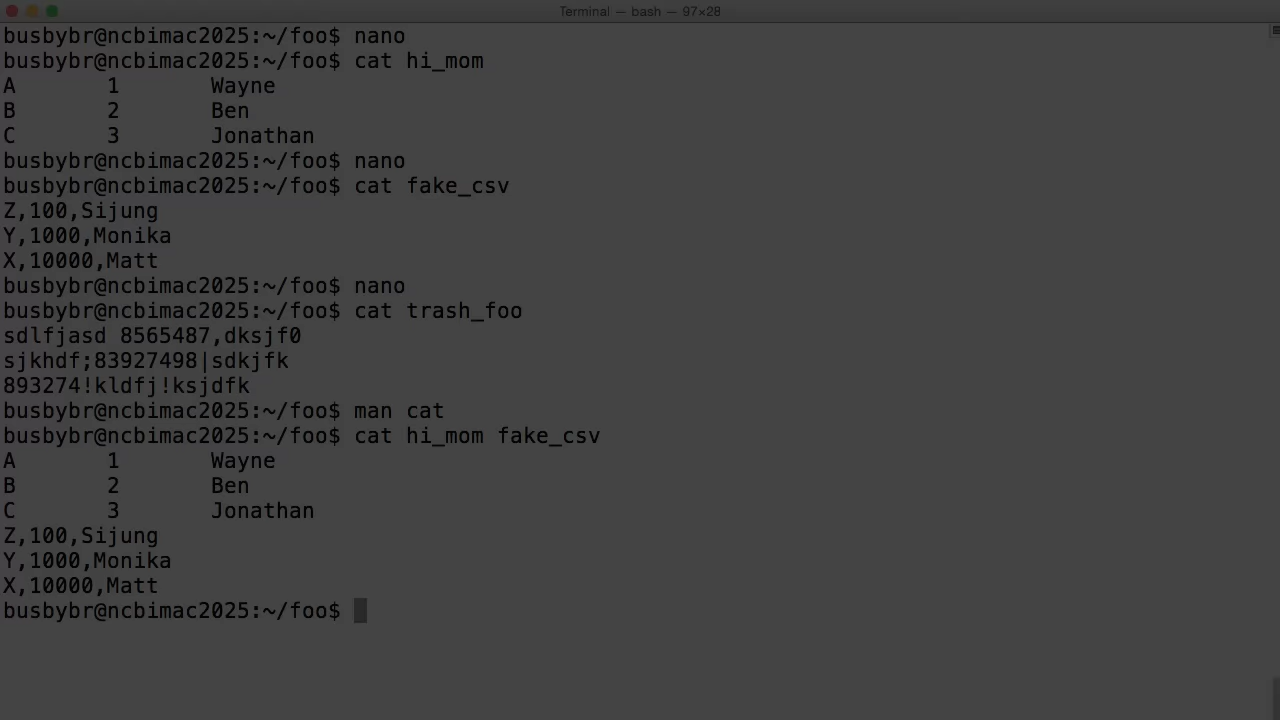 Terminal — bash — 97×28
busbybr@ncbimac2025:~/foo$ nano
busbybr@ncbimac2025:~/foo$ cat hi_mom
A       1       Wayne
B       2       Ben
C       3       Jonathan
busbybr@ncbimac2025:~/foo$ nano
busbybr@ncbimac2025:~/foo$ cat fake_csv
Z,100,Sijung
Y,1000,Monika
X,10000,Matt
busbybr@ncbimac2025:~/foo$ nano
busbybr@ncbimac2025:~/foo$ cat trash_foo
sdlfjasd 8565487,dksjf0
sjkhdf;83927498|sdkjfk
893274!kldfj!ksjdfk
busbybr@ncbimac2025:~/foo$ man cat
busbybr@ncbimac2025:~/foo$ cat hi_mom fake_csv
A       1       Wayne
B       2       Ben
C       3       Jonathan
Z,100,Sijung
Y,1000,Monika
X,10000,Matt
busbybr@ncbimac2025:~/foo$